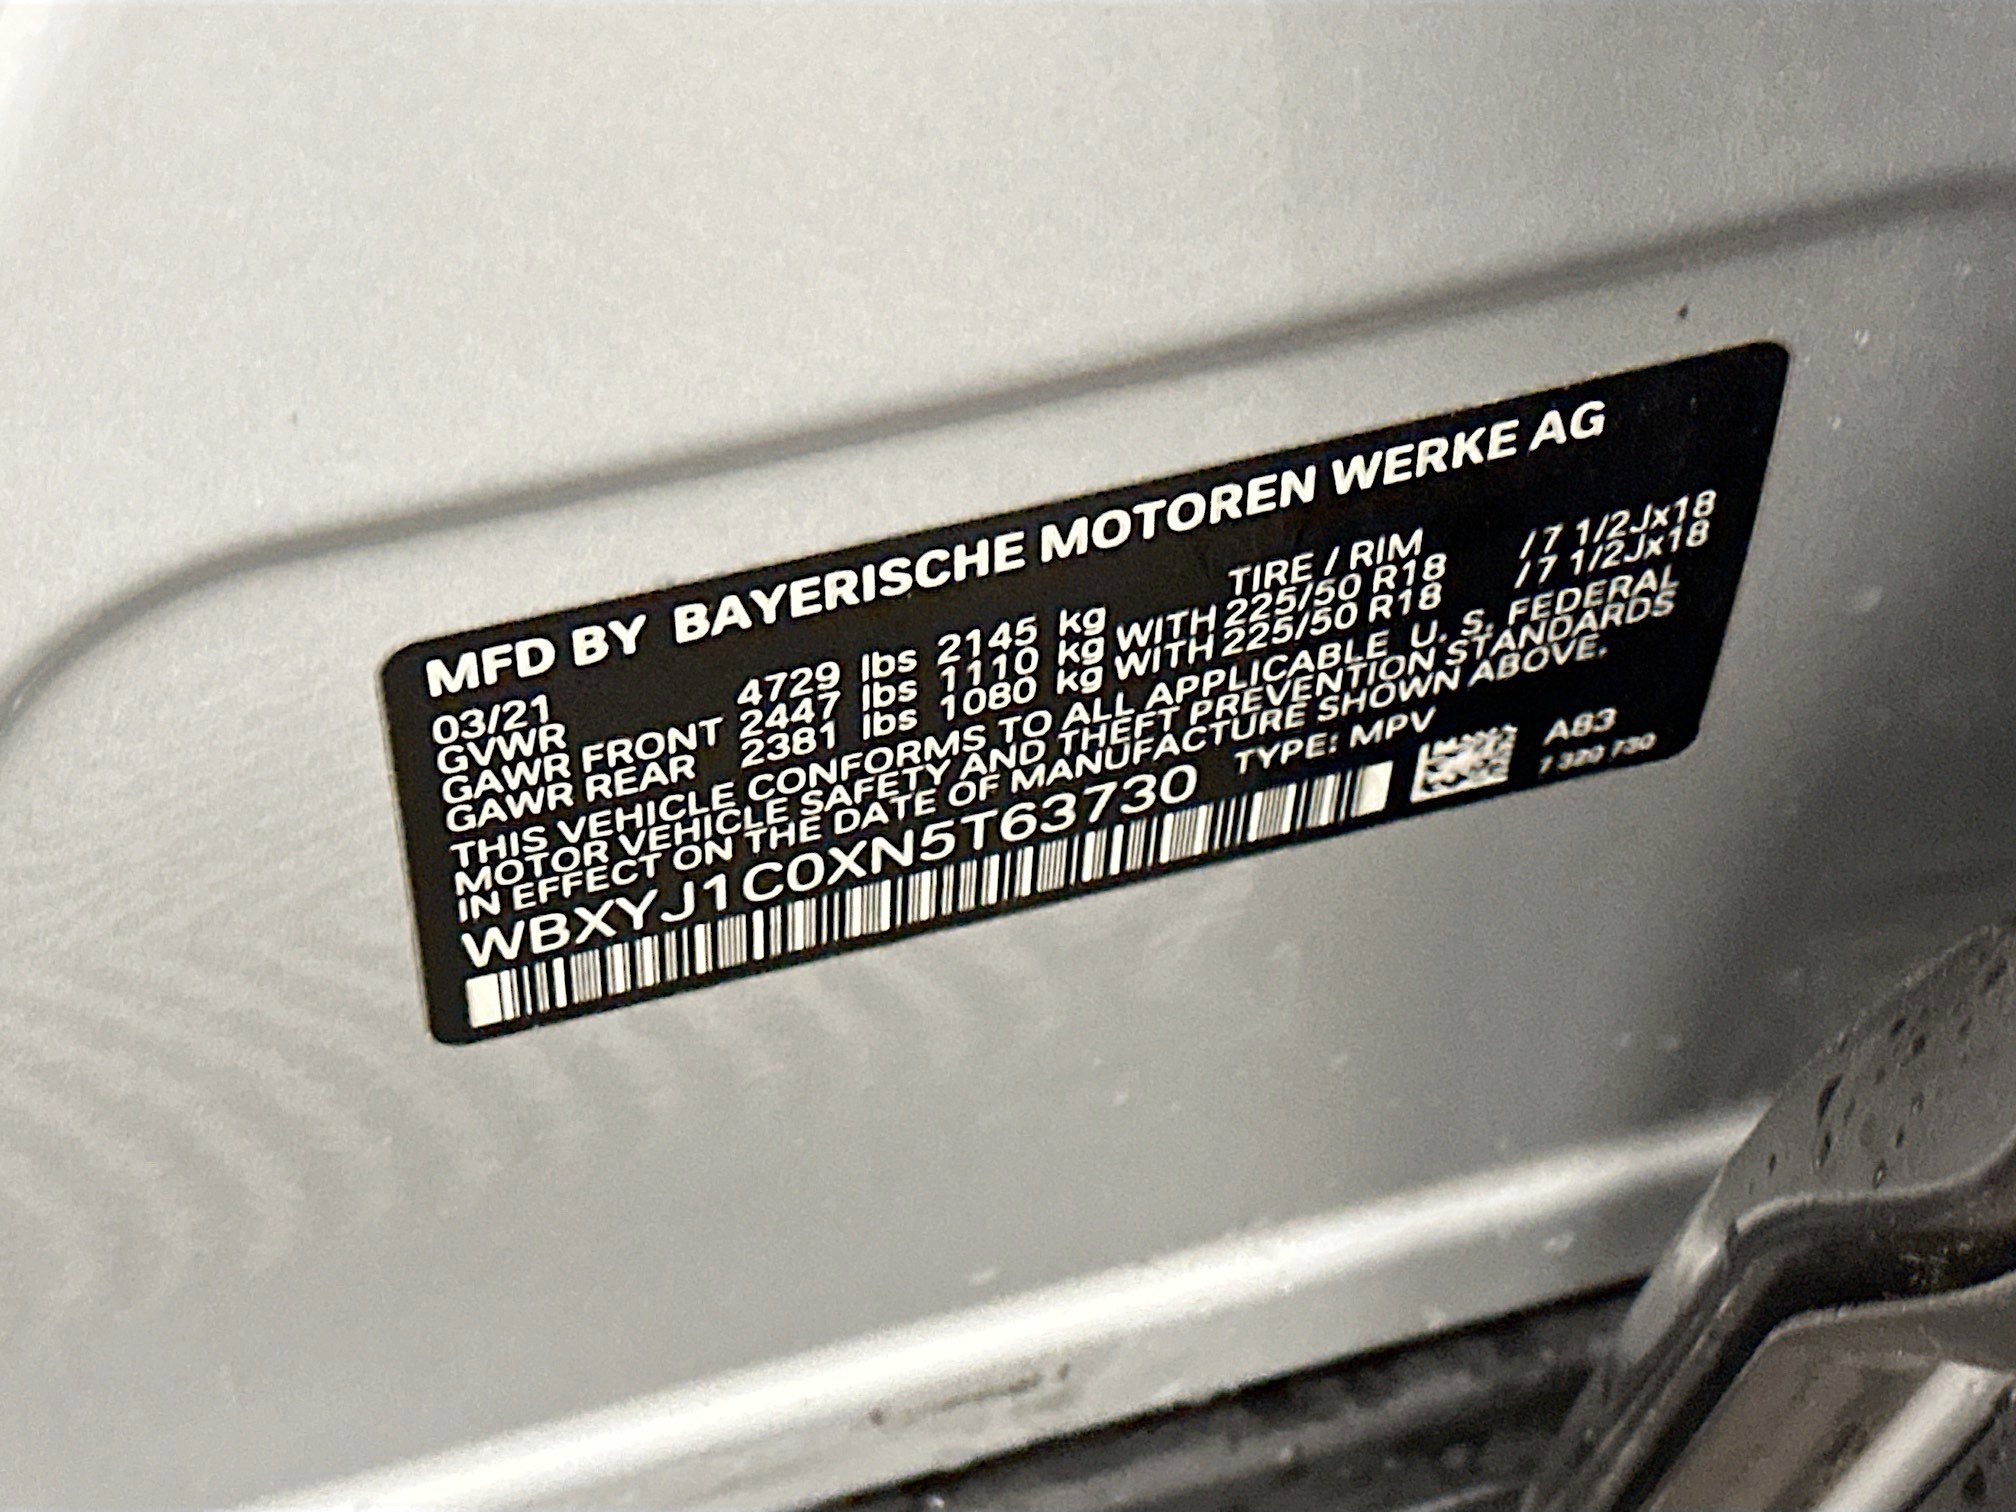 MFD BY BAYERISCHE MOTOREN WERKE AG
03/21 TIRE / RIM
GVWR 4729 lbs 2145 kg
GAWR FRONT 2447 lbs 1110 kg WITH 225/50 R18 / 7 1/2Jx18
GAWR REAR 2381 lbs 1080 kg WITH 225/50 R18 / 7 1/2Jx18
THIS VEHICLE CONFORMS TO ALL APPLICABLE U. S. FEDERAL
MOTOR VEHICLE SAFETY AND THEFT PREVENTION STANDARDS
IN EFFECT ON THE DATE OF MANUFACTURE SHOWN ABOVE.
WBXYJ1C0XN5T63730 TYPE: MPV
A83
7 320 730